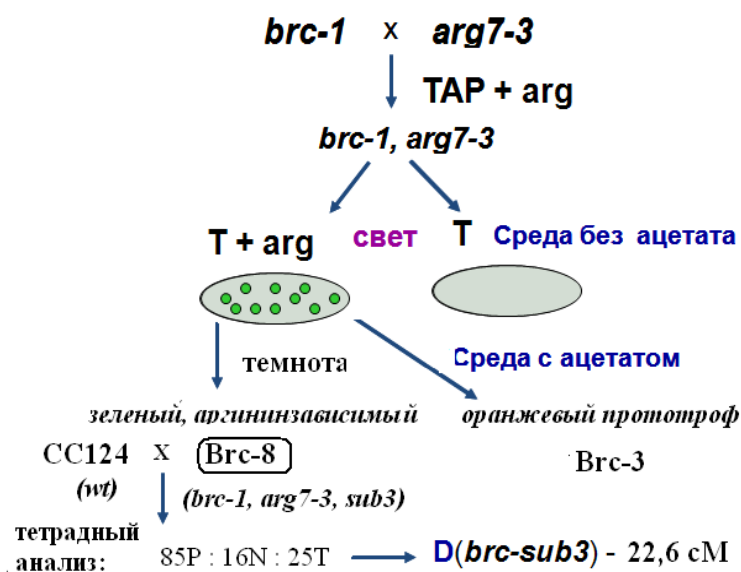 brc-1 x arg7-3
TAP + arg
brc-1, arg7-3
T + arg свет T Среда без ацетата
темнота Среда с ацетатом
зеленый, аргининзависимый оранжевый прототроф
CC124 x Brc-8 Brc-3
(wt) (brc-1, arg7-3, sub3)
тетрадный
анализ: 85P : 16N : 25T D(brc-sub3) - 22,6 сМ